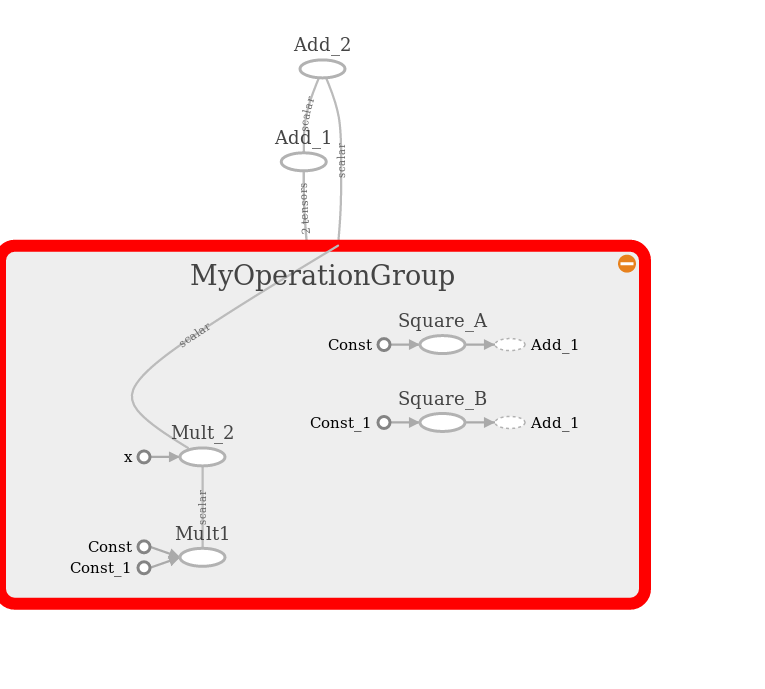 Add_2
scalar
Add_1
scalar
2 tensors
MyOperationGroup
scalar
Square_A
Const
Add_1
Square_B
Const_1
Add_1
Mult_2
x
scalar
Mult1
Const
Const_1